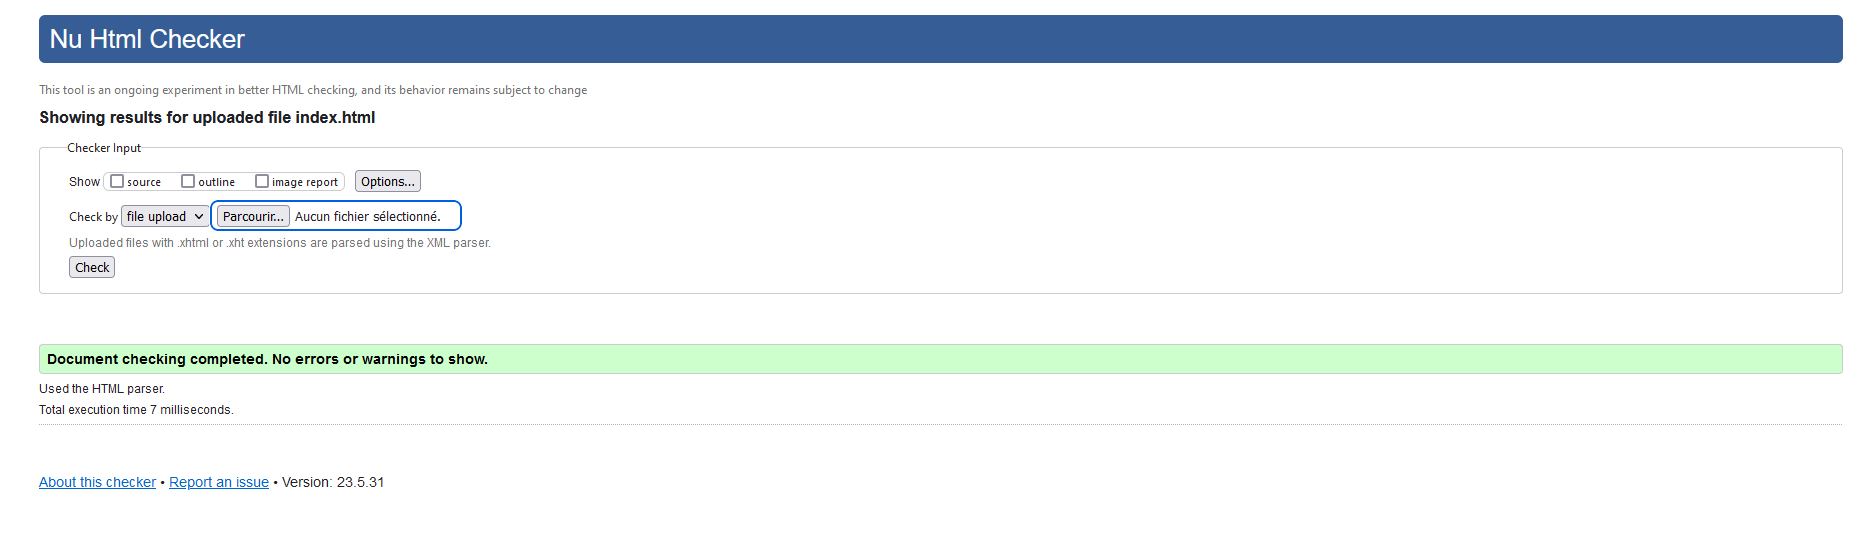 Nu Html Checker
This tool is an ongoing experiment in better HTML checking, and its behavior remains subject to change
Showing results for uploaded file index.html
Checker Input
Show source outline image report Options...
Check by file upload Parcourir... Aucun fichier sélectionné.
Uploaded files with .xhtml or .xht extensions are parsed using the XML parser.
Check
Document checking completed. No errors or warnings to show.
Used the HTML parser.
Total execution time 7 milliseconds.
About this checker • Report an issue • Version: 23.5.31